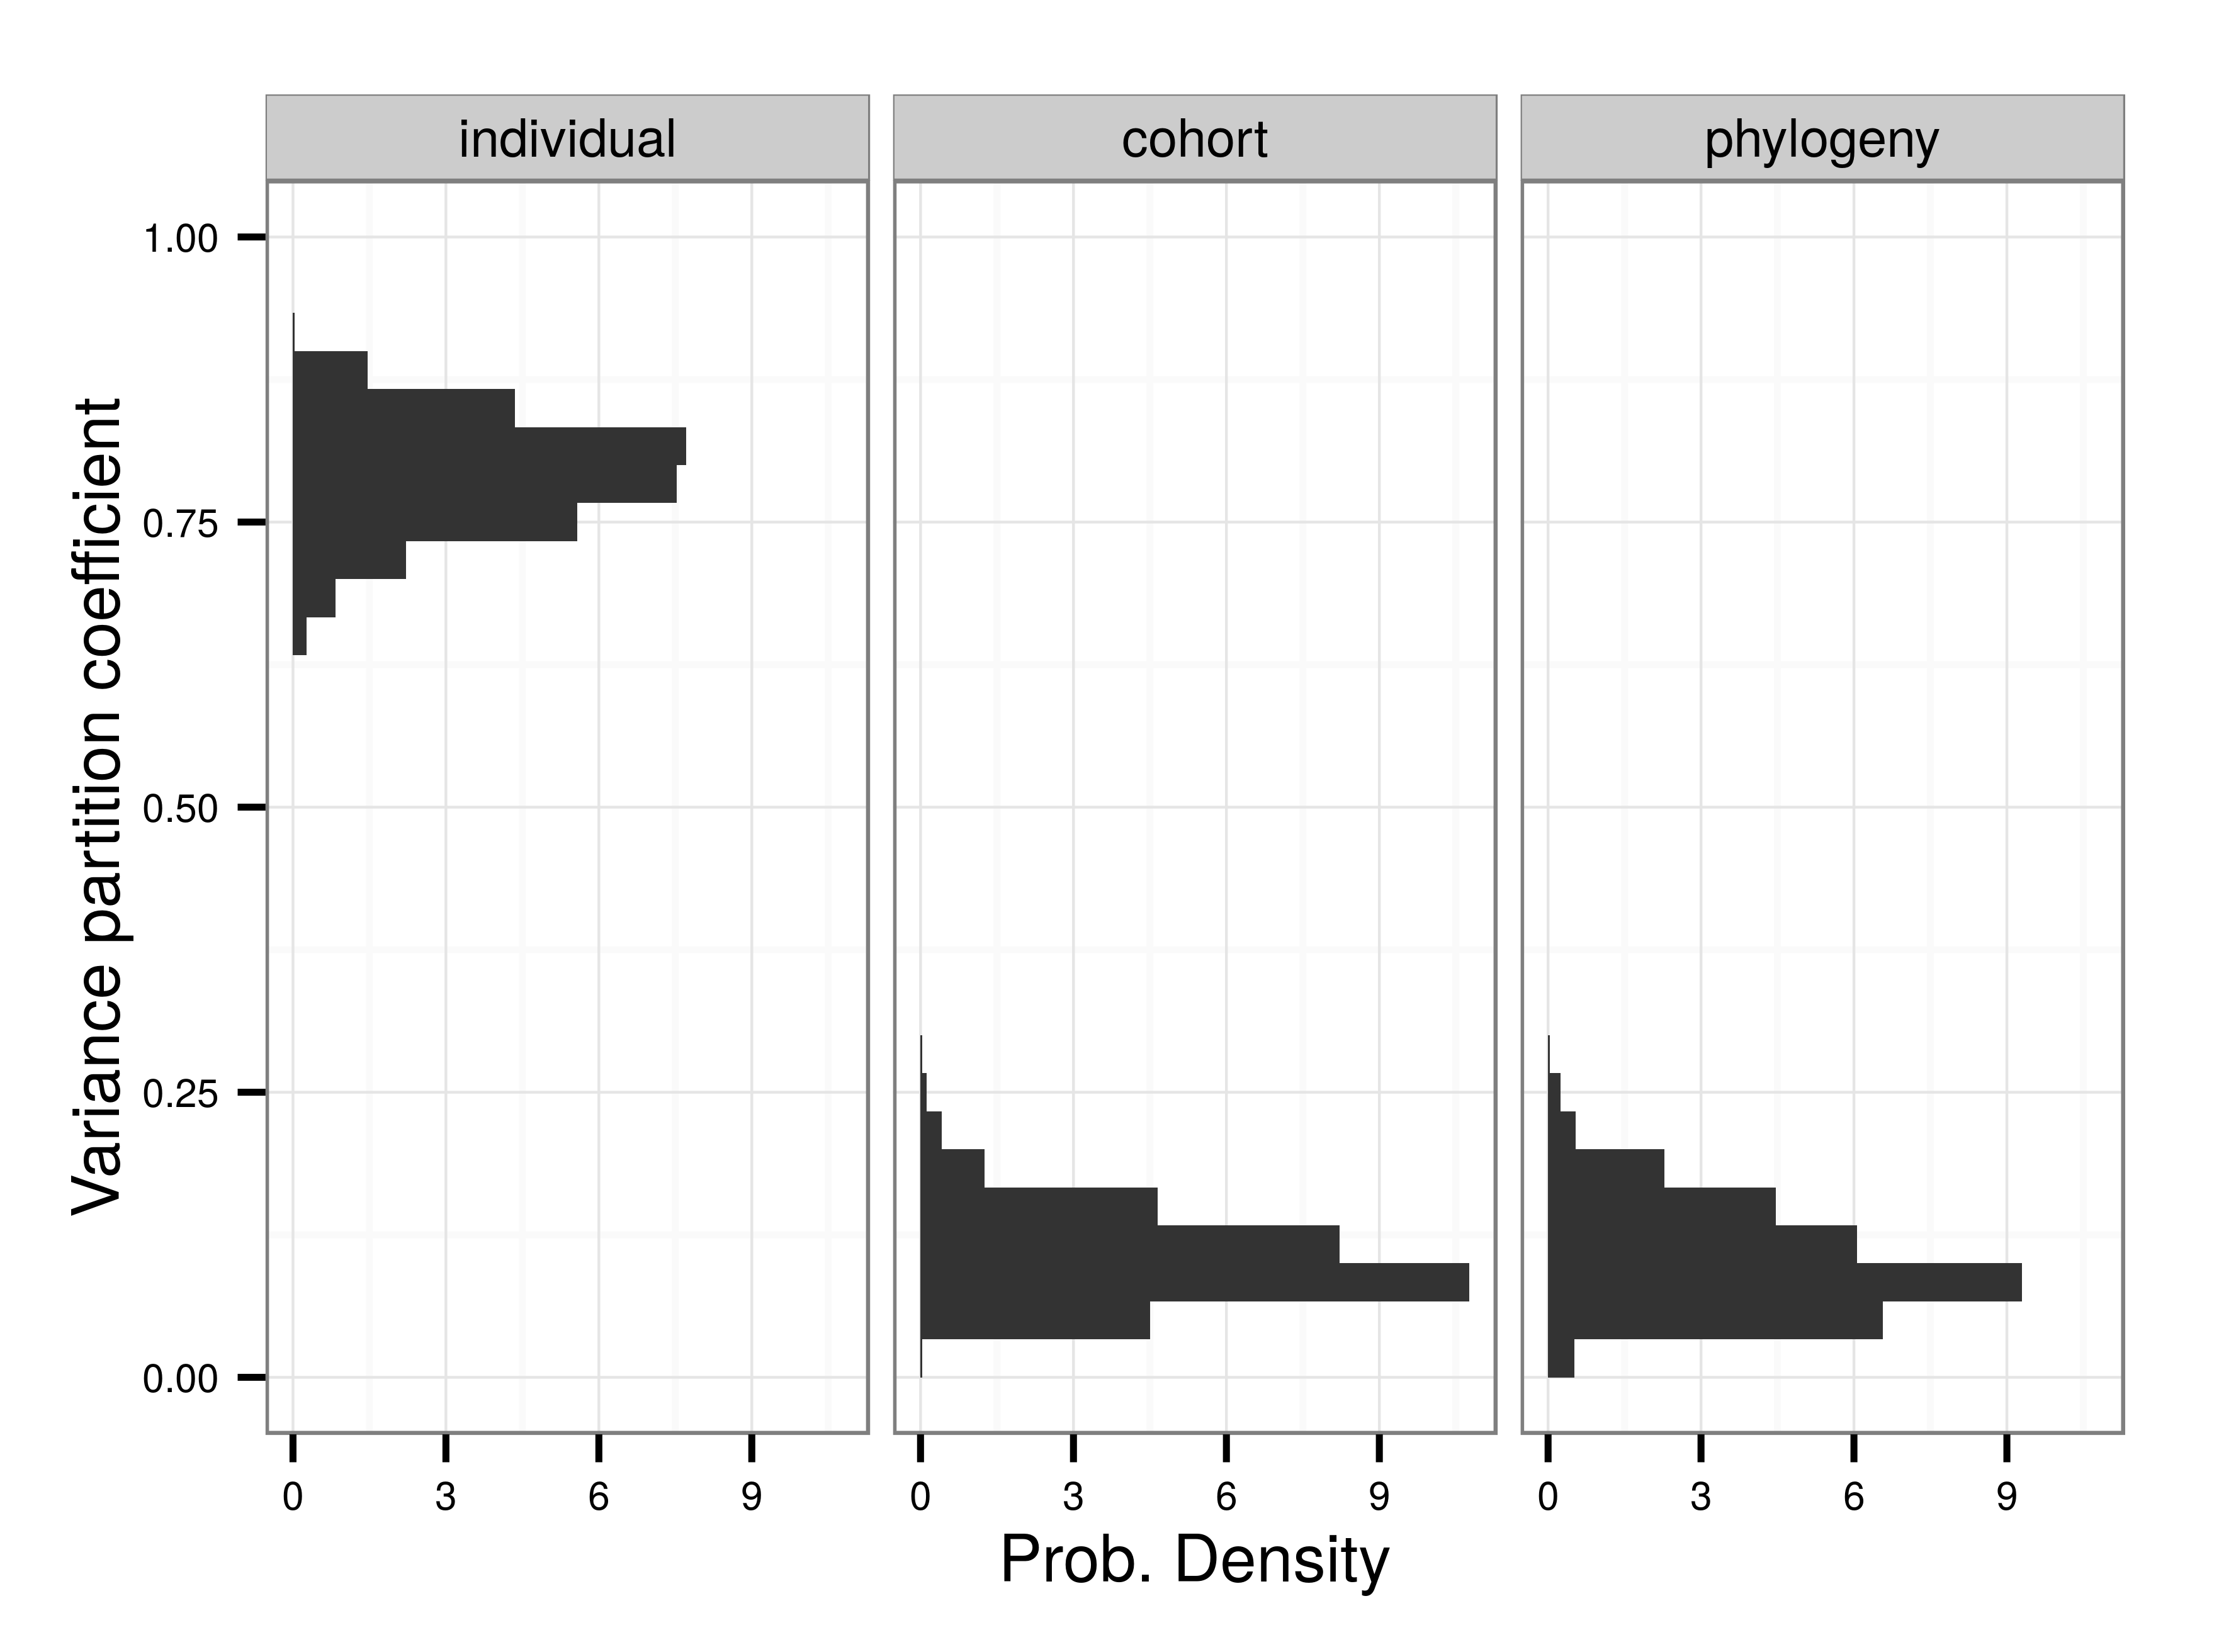 individual cohort phylogeny
1.00
0.75
0.50
0.25
0.00
Variance partition coefficient
0 3 6 9 0 3 6 9 0 3 6 9
Prob. Density